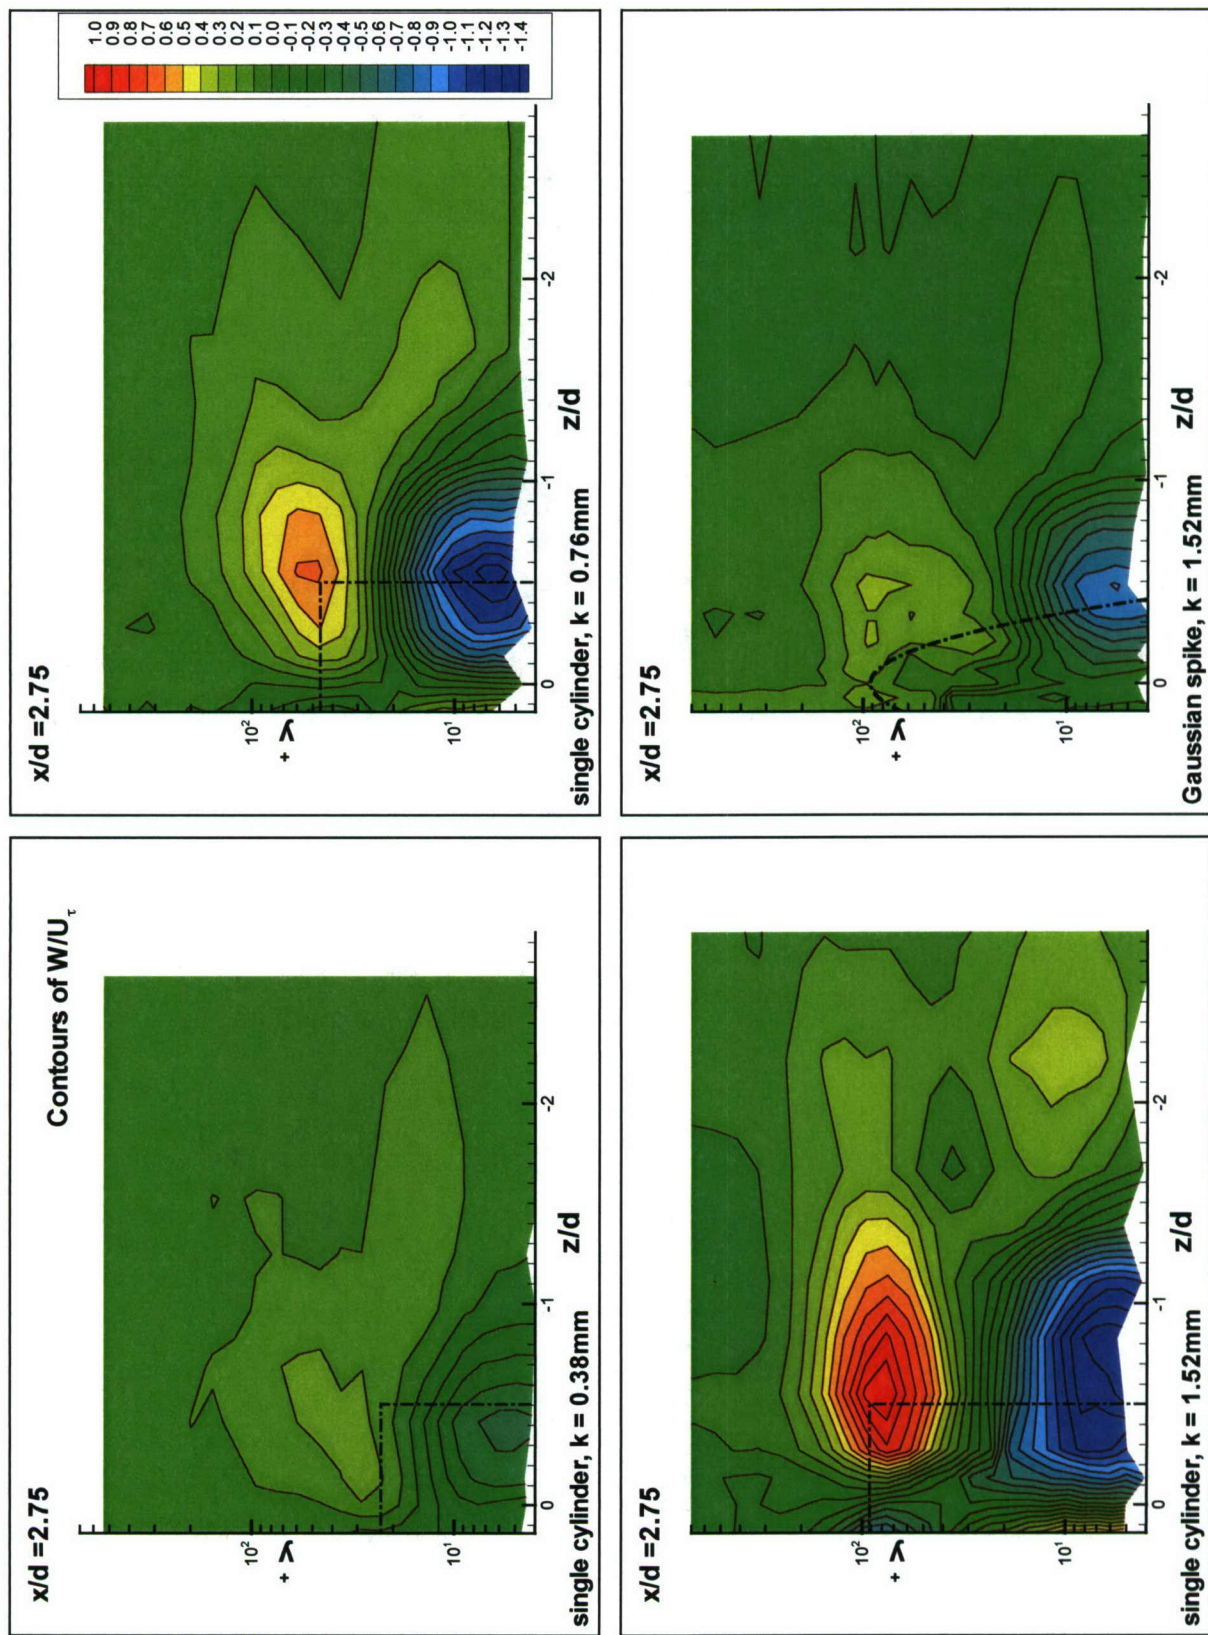 Contours of W/Uτ
x/d =2.75
10²
y+
10¹
0
-1
-2
z/d
single cylinder, k = 0.38mm
x/d =2.75
10²
y+
10¹
0
-1
-2
z/d
single cylinder, k = 0.76mm
1.0
0.9
0.8
0.7
0.6
0.5
0.4
0.3
0.2
0.1
0.0
-0.1
-0.2
-0.3
-0.4
-0.5
-0.6
-0.7
-0.8
-0.9
-1.0
-1.1
-1.2
-1.3
-1.4
x/d =2.75
10²
y+
10¹
0
-1
-2
z/d
single cylinder, k = 1.52mm
x/d =2.75
10²
y+
10¹
0
-1
-2
z/d
Gaussian spike, k = 1.52mm